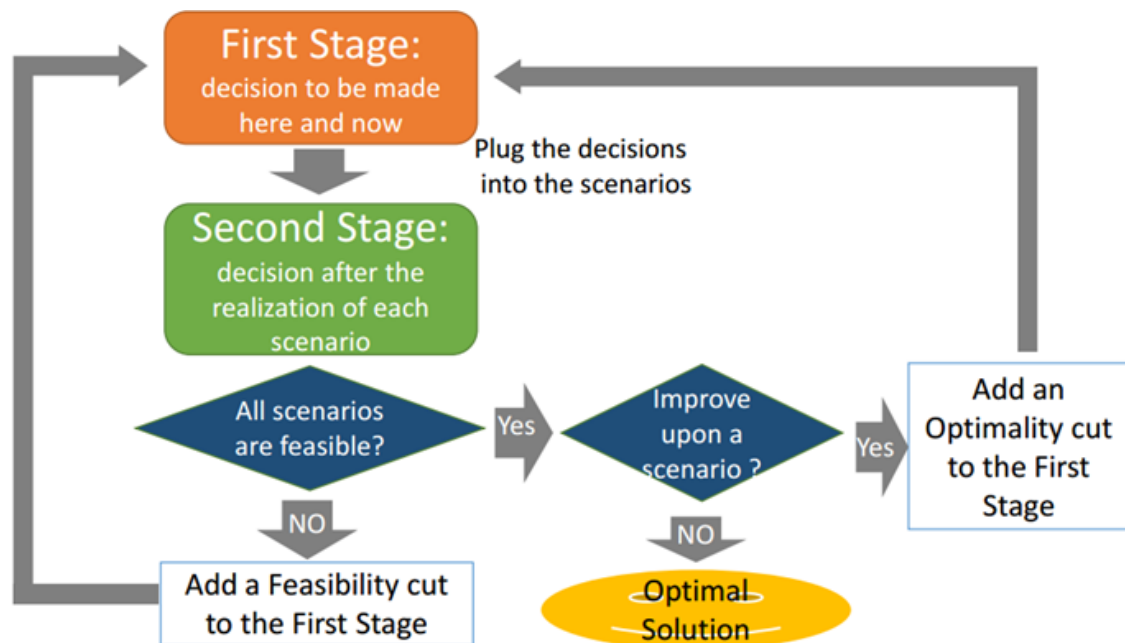 First Stage:
decision to be made
here and now
Plug the decisions
into the scenarios
Second Stage:
decision after the
realization of each
scenario
All scenarios
are feasible?
Yes
Improve
upon a
scenario ?
Yes
Add an
Optimality cut
to the First
Stage
NO
Add a Feasibility cut
to the First Stage
NO
Optimal
Solution